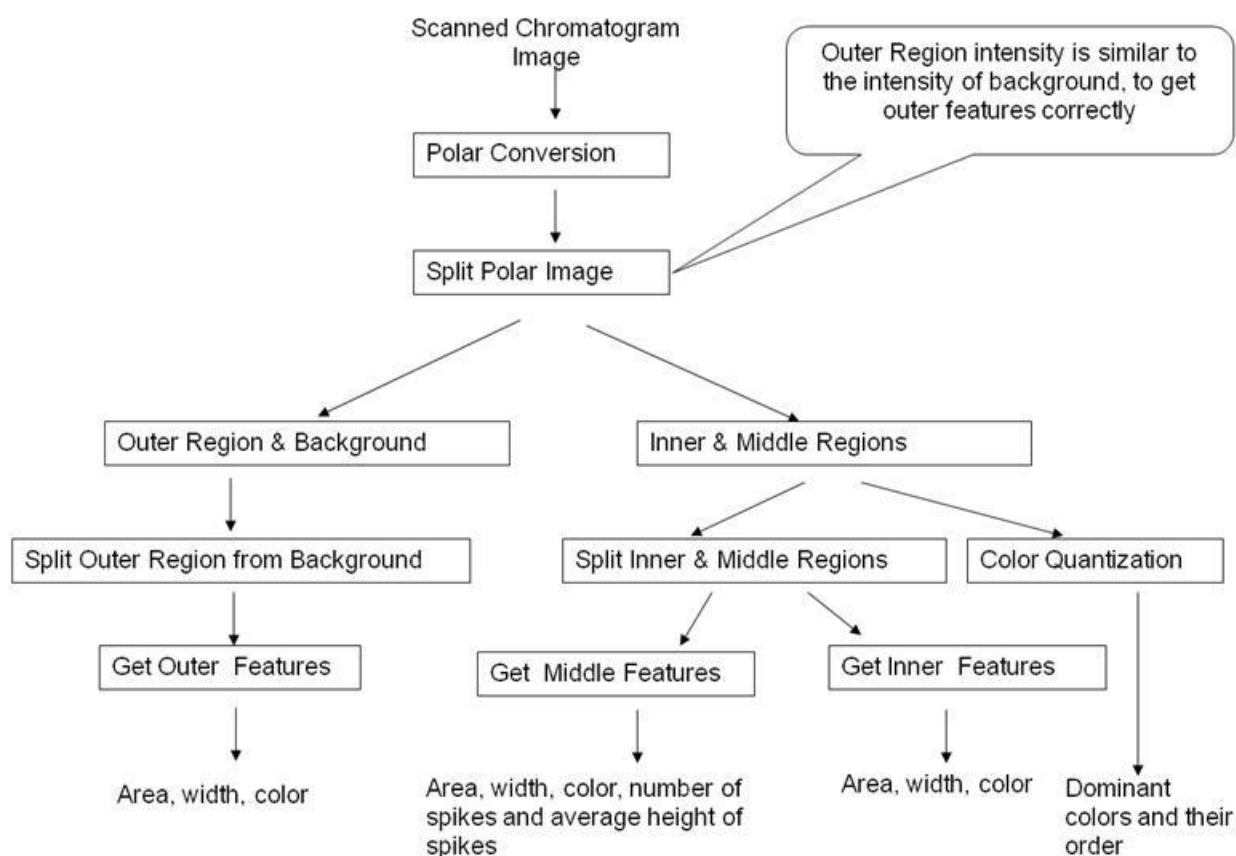 Scanned Chromatogram
Image
Outer Region intensity is similar to
the intensity of background, to get
outer features correctly
Polar Conversion
Split Polar Image
Outer Region & Background
Inner & Middle Regions
Split Outer Region from Background
Split Inner & Middle Regions
Color Quantization
Get Outer Features
Get Middle Features
Get Inner Features
Area, width, color
Area, width, color, number of
spikes and average height of
spikes
Area, width, color
Dominant
colors and their
order